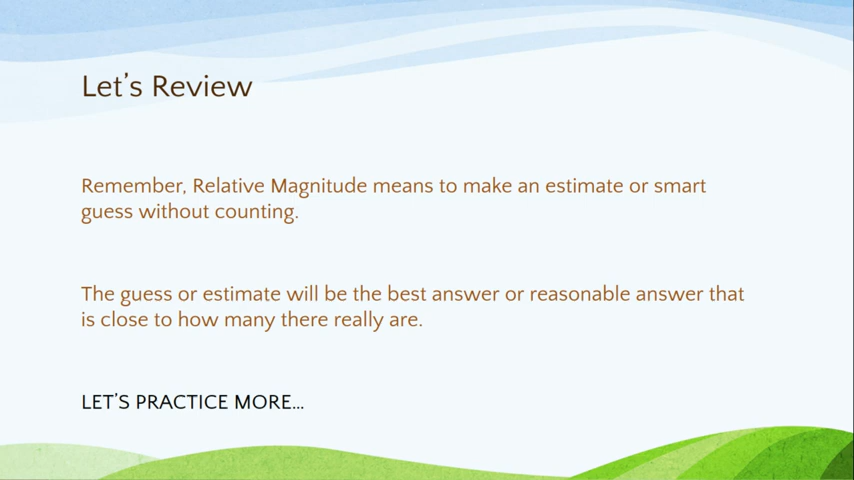 Let’s Review
Remember, Relative Magnitude means to make an estimate or smart
guess without counting.
The guess or estimate will be the best answer or reasonable answer that
is close to how many there really are.
LET’S PRACTICE MORE…